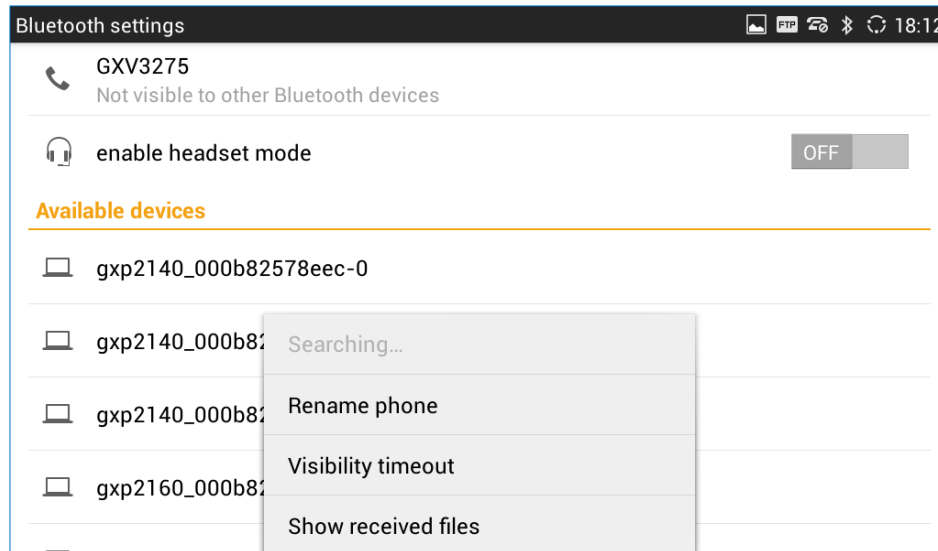 Bluetooth settings
FTP
18:12
GXV3275
Not visible to other Bluetooth devices
enable headset mode
OFF
Available devices
gxp2140_000b82578eec-0
gxp2140_000b82
gxp2140_000b82
gxp2160_000b82
Searching...
Rename phone
Visibility timeout
Show received files